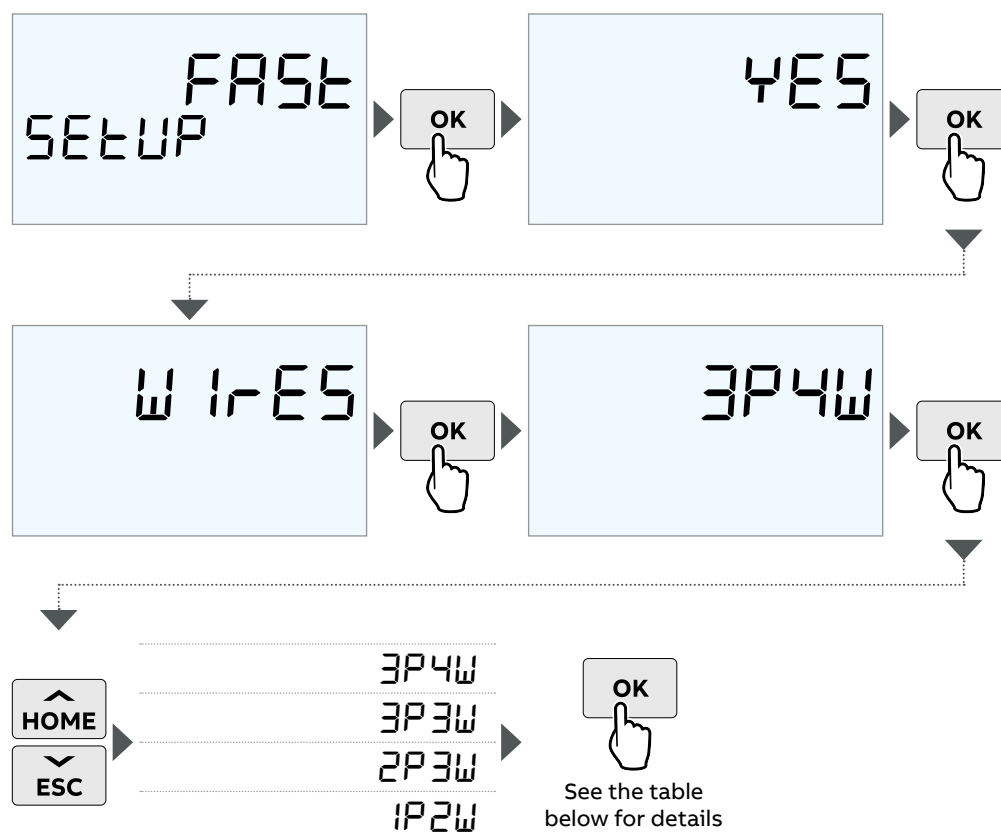 FASt
SEtUP
OK
YES
OK
WIrES
OK
3P4W
OK
HOME
ESC
3P4W
3P3W
2P3W
1P2W
OK
See the table
below for details